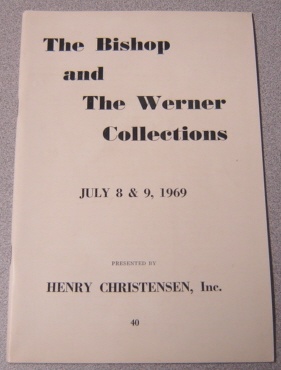 The Bishop
and
The Werner
Collections
JULY 8 & 9, 1969
PRESENTED BY
HENRY CHRISTENSEN, Inc.
40